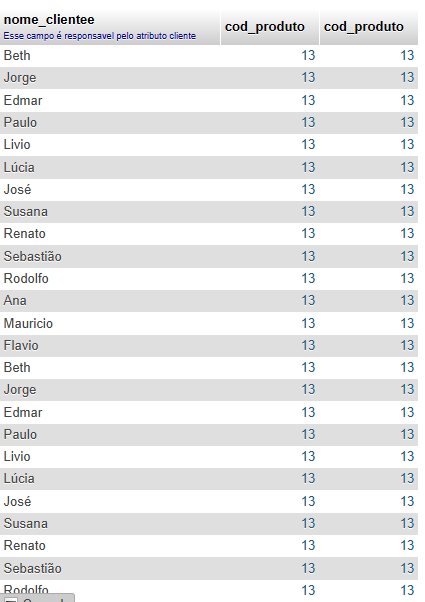 nome_clientee cod_produto cod_produto
Esse campo é responsavel pelo atributo cliente
Beth 13 13
Jorge 13 13
Edmar 13 13
Paulo 13 13
Livio 13 13
Lúcia 13 13
José 13 13
Susana 13 13
Renato 13 13
Sebastião 13 13
Rodolfo 13 13
Ana 13 13
Mauricio 13 13
Flavio 13 13
Beth 13 13
Jorge 13 13
Edmar 13 13
Paulo 13 13
Livio 13 13
Lúcia 13 13
José 13 13
Susana 13 13
Renato 13 13
Sebastião 13 13
Rodolfo 13 13